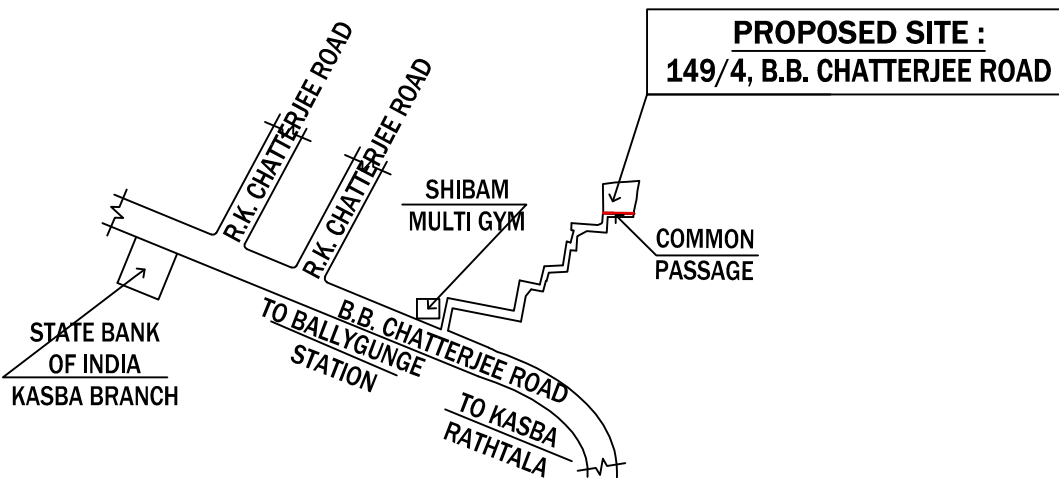 PROPOSED SITE :
149/4, B.B. CHATTERJEE ROAD
R.K. CHATTERJEE ROAD
R.K. CHATTERJEE ROAD
SHIBAM
MULTI GYM
COMMON
PASSAGE
STATE BANK
OF INDIA
KASBA BRANCH
B.B. CHATTERJEE ROAD
TO BALLYGUNGE
STATION
TO KASBA
RATHTALA